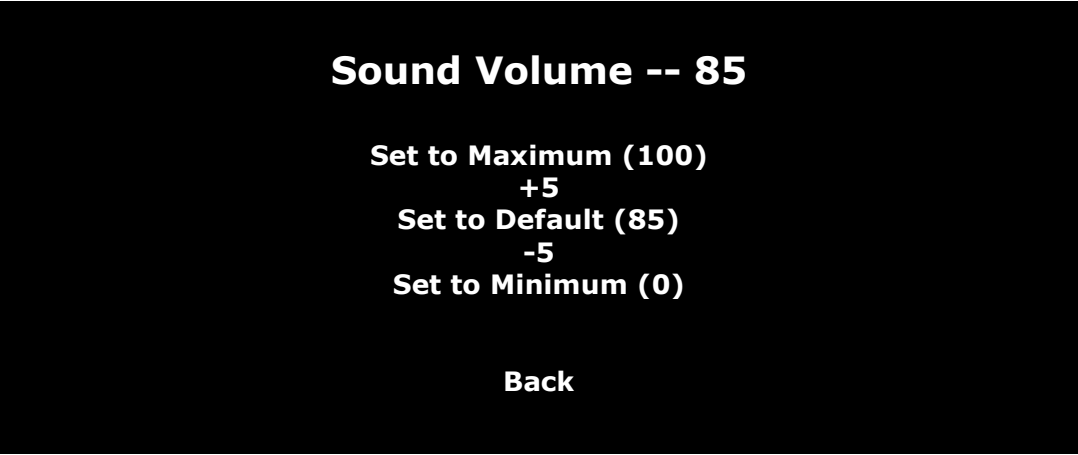 Sound Volume -- 85
Set to Maximum (100)
+5
Set to Default (85)
-5
Set to Minimum (0)
Back